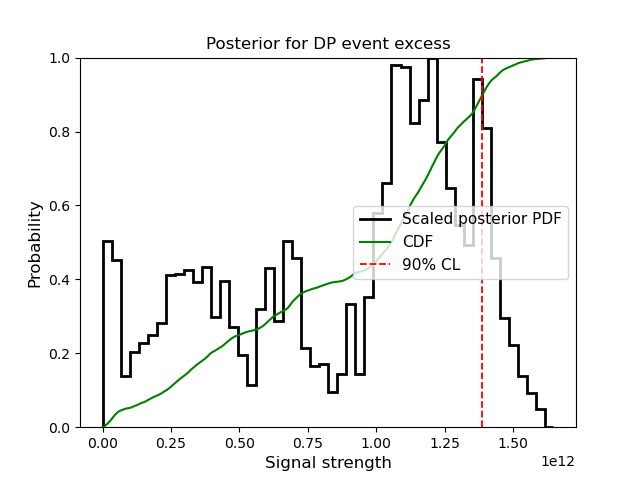 Posterior for DP event excess
1.0
0.8
0.6
0.4
0.2
0.0
Probability
Scaled posterior PDF
CDF
90% CL
0.00 0.25 0.50 0.75 1.00 1.25 1.50
1e12
Signal strength